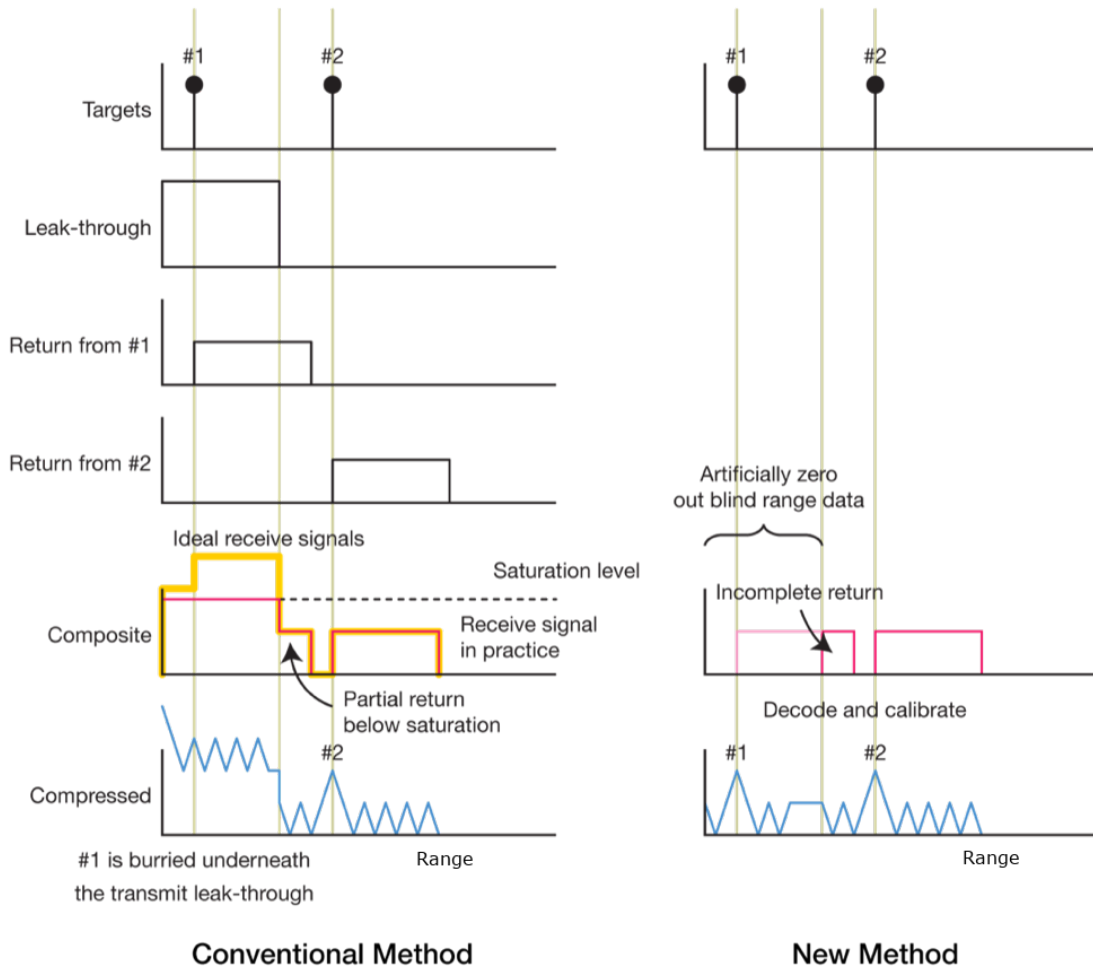 #1
#2
Targets
Leak-through
Return from #1
Return from #2
Ideal receive signals
Saturation level
Composite
Receive signal
in practice
Partial return
below saturation
#2
Compressed
#1 is burried underneath
the transmit leak-through
Range
Conventional Method
#1
#2
Artificially zero
out blind range data
Incomplete return
Decode and calibrate
#1
#2
Range
New Method